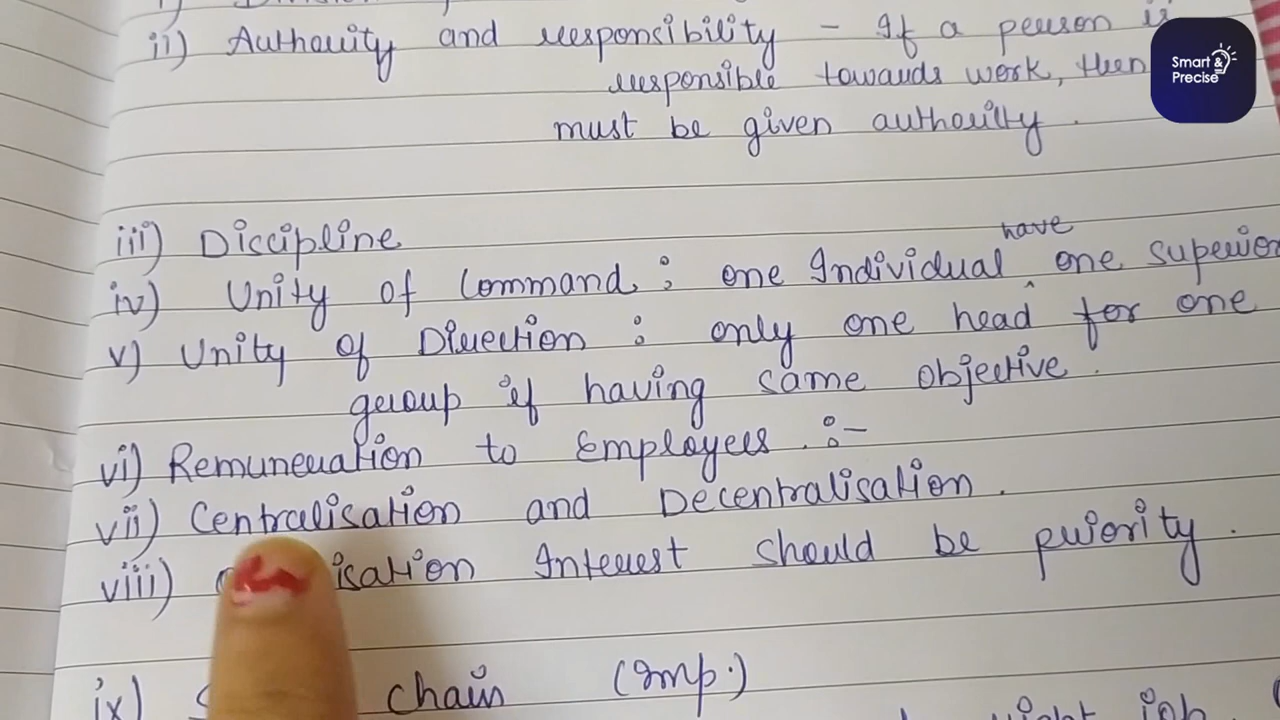 ii) Authority and responsibility - If a person is
responsible towards work, then
must be given authority.
iii) Discipline
have
iv) Unity of Command : one Individual ^ one superior
v) Unity of Direction : only one head for one
group if having same objective.
vi) Remuneration to Employees :-
vii) Centralisation and Decentralisation.
viii) isation Interest should be priority.
ix) chain (Imp.)
job
Smart &
Precise